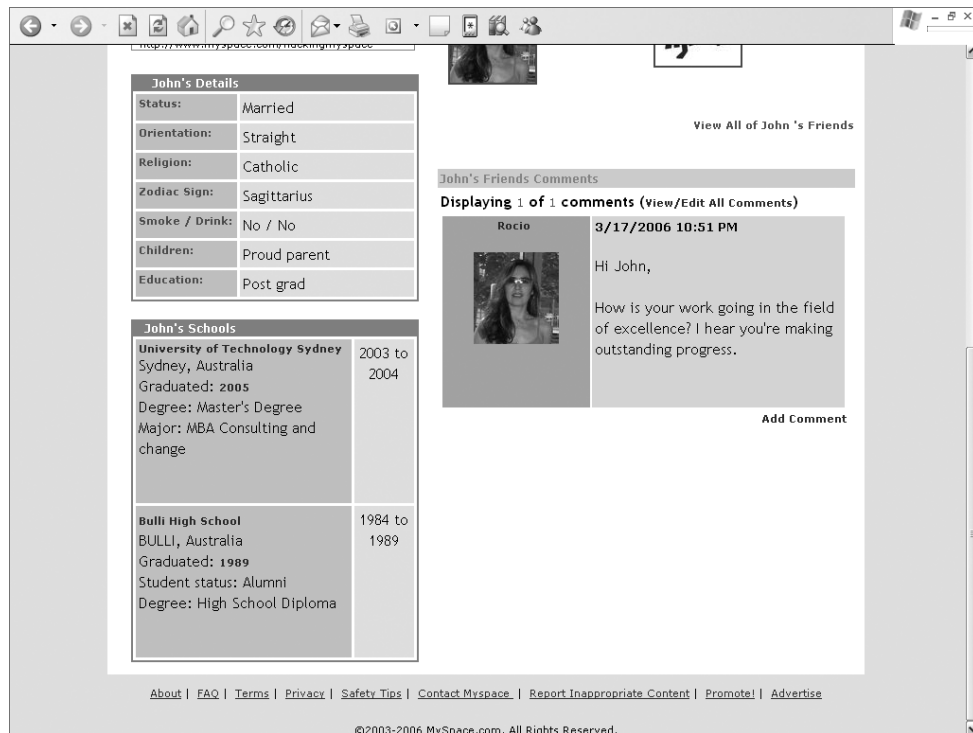 http://www.myspace.com/hackingmyspace
John's Details
Status: Married
Orientation: Straight
Religion: Catholic
Zodiac Sign: Sagittarius
Smoke / Drink: No / No
Children: Proud parent
Education: Post grad
John's Schools
University of Technology Sydney
Sydney, Australia
Graduated: 2005
Degree: Master's Degree
Major: MBA Consulting and
change
2003 to
2004
Bulli High School
BULLI, Australia
Graduated: 1989
Student status: Alumni
Degree: High School Diploma
1984 to
1989
View All of John 's Friends
John's Friends Comments
Displaying 1 of 1 comments (View/Edit All Comments)
Rocio
3/17/2006 10:51 PM
Hi John,
How is your work going in the field
of excellence? I hear you're making
outstanding progress.
Add Comment
About | FAQ | Terms | Privacy | Safety Tips | Contact Myspace | Report Inappropriate Content | Promote! | Advertise
©2003-2006 MySpace.com. All Rights Reserved.